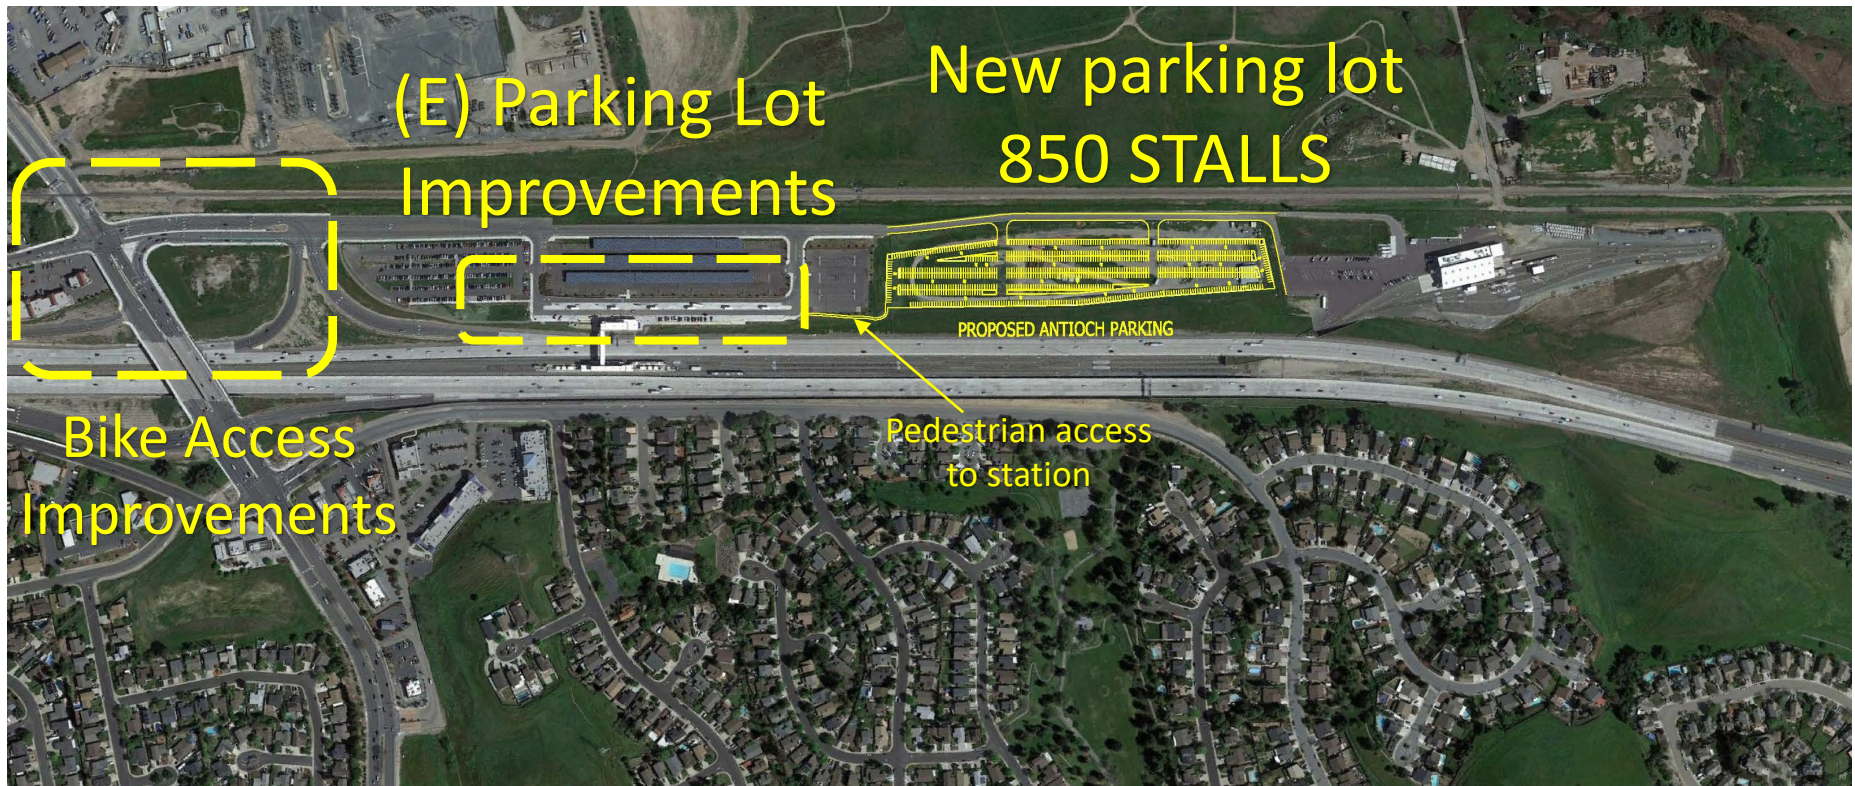 (E) Parking Lot
Improvements
New parking lot
850 STALLS
PROPOSED ANTIOCH PARKING
Pedestrian access
to station
Bike Access
Improvements